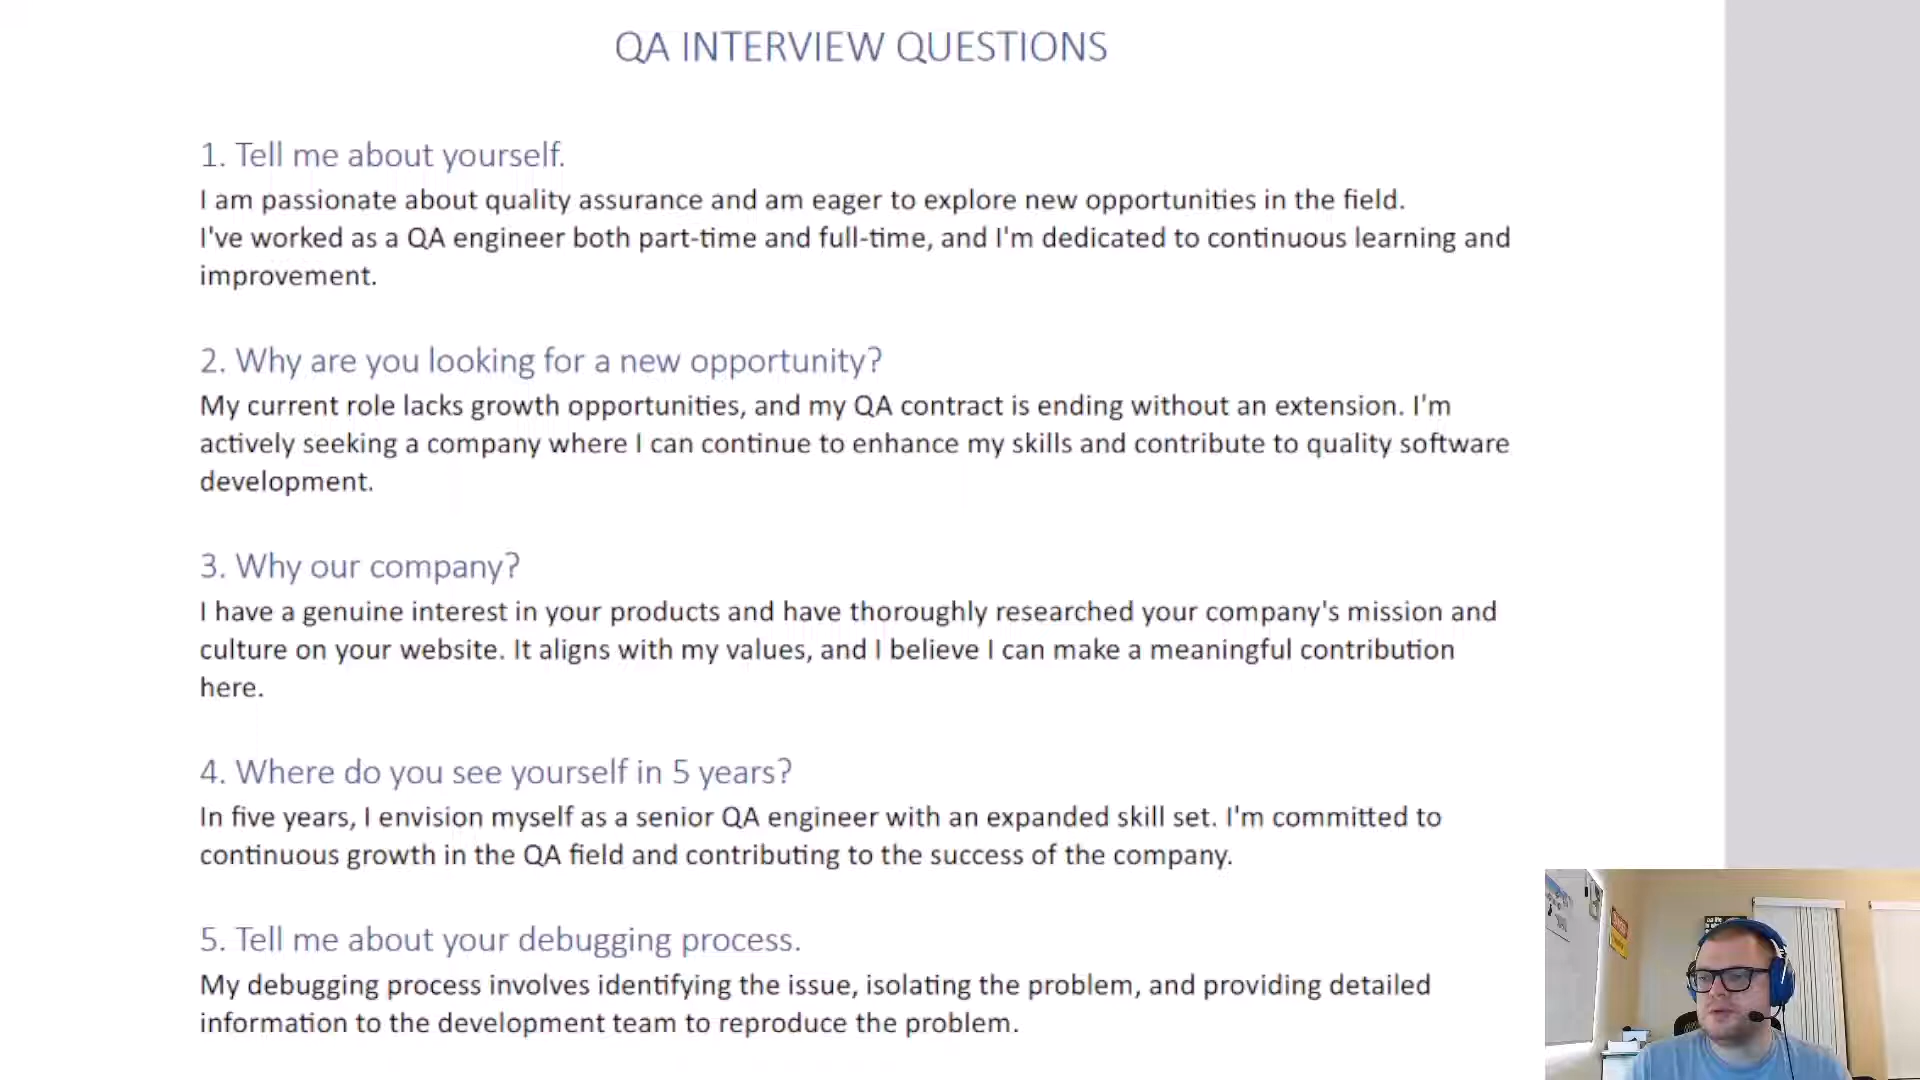 QA INTERVIEW QUESTIONS
1. Tell me about yourself.
I am passionate about quality assurance and am eager to explore new opportunities in the field.
I've worked as a QA engineer both part-time and full-time, and I'm dedicated to continuous learning and
improvement.
2. Why are you looking for a new opportunity?
My current role lacks growth opportunities, and my QA contract is ending without an extension. I'm
actively seeking a company where I can continue to enhance my skills and contribute to quality software
development.
3. Why our company?
I have a genuine interest in your products and have thoroughly researched your company's mission and
culture on your website. It aligns with my values, and I believe I can make a meaningful contribution
here.
4. Where do you see yourself in 5 years?
In five years, I envision myself as a senior QA engineer with an expanded skill set. I'm committed to
continuous growth in the QA field and contributing to the success of the company.
5. Tell me about your debugging process.
My debugging process involves identifying the issue, isolating the problem, and providing detailed
information to the development team to reproduce the problem.